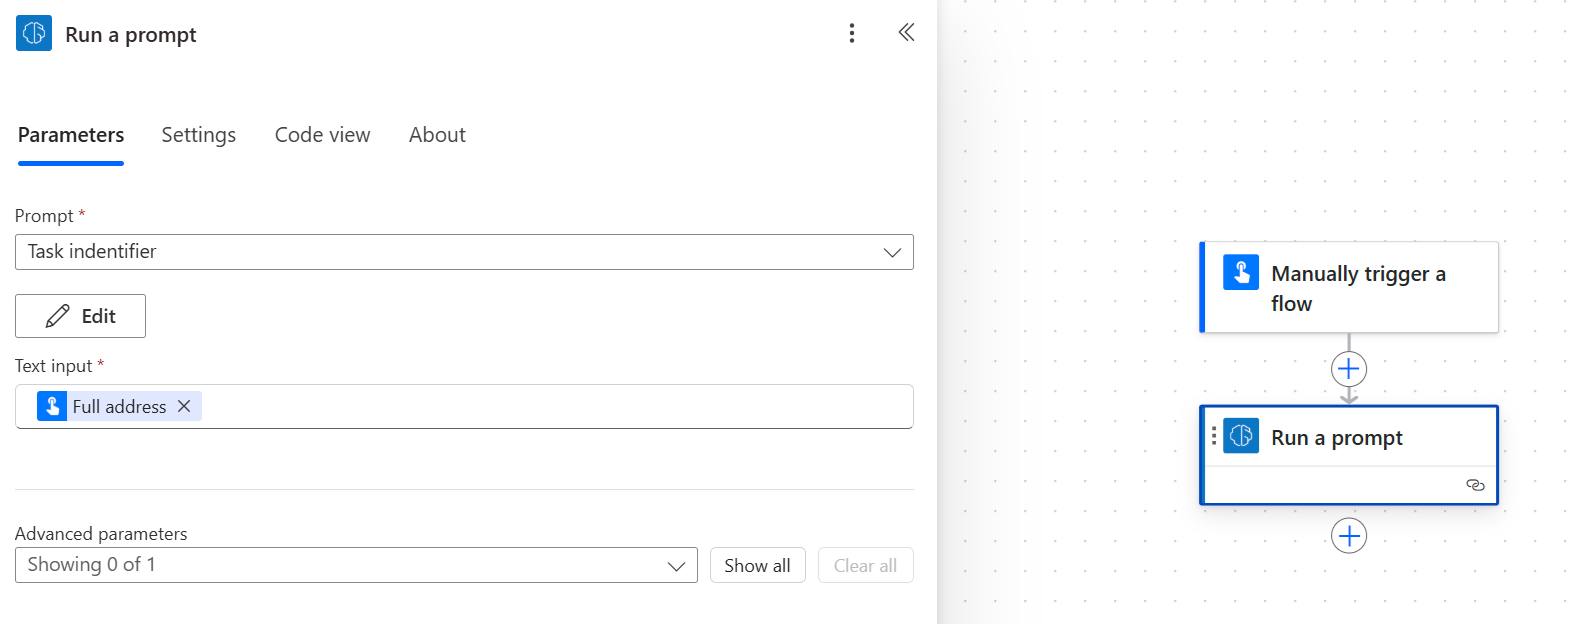 Run a prompt
Parameters Settings Code view About
Prompt *
Task indentifier
Edit
Text input *
Full address
Advanced parameters
Showing 0 of 1
Show all
Clear all
Manually trigger a
flow
Run a prompt